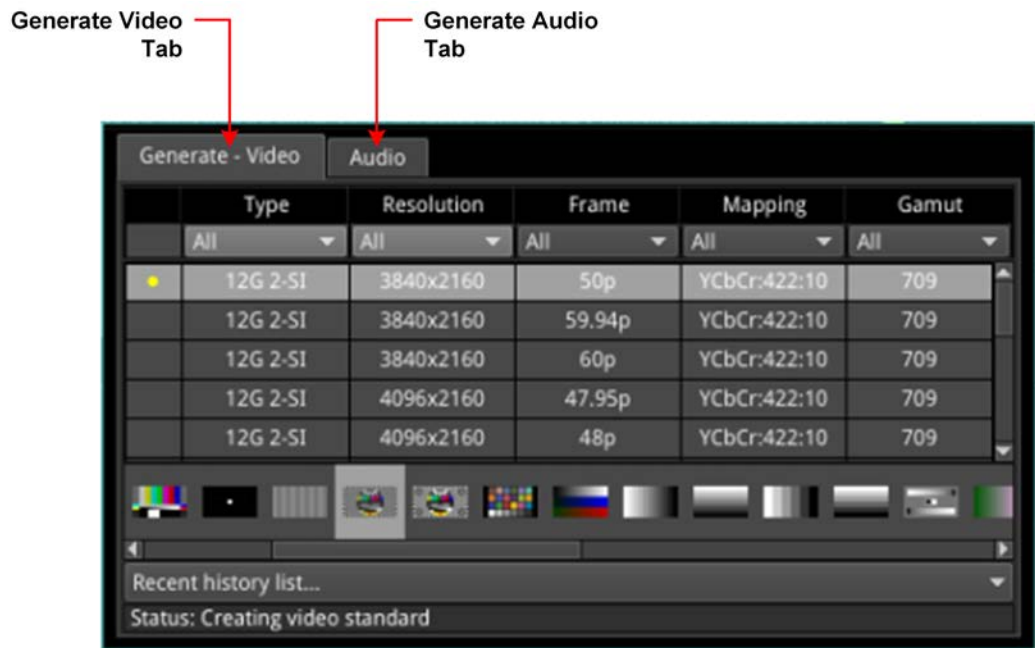 Generate Video Tab
Generate Audio Tab
Generate - Video Audio
Type Resolution Frame Mapping Gamut
All All All All All
12G 2-SI 3840x2160 50p YCbCr:422:10 709
12G 2-SI 3840x2160 59.94p YCbCr:422:10 709
12G 2-SI 3840x2160 60p YCbCr:422:10 709
12G 2-SI 4096x2160 47.95p YCbCr:422:10 709
12G 2-SI 4096x2160 48p YCbCr:422:10 709
Recent history list...
Status: Creating video standard